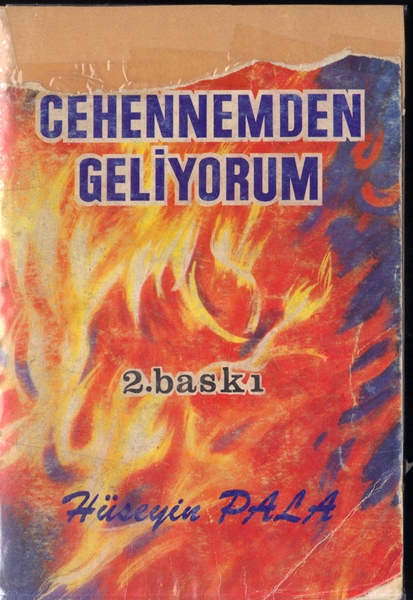 CEHENNEMDEN
GELİYORUM
2.baskı
Hüseyin PALA